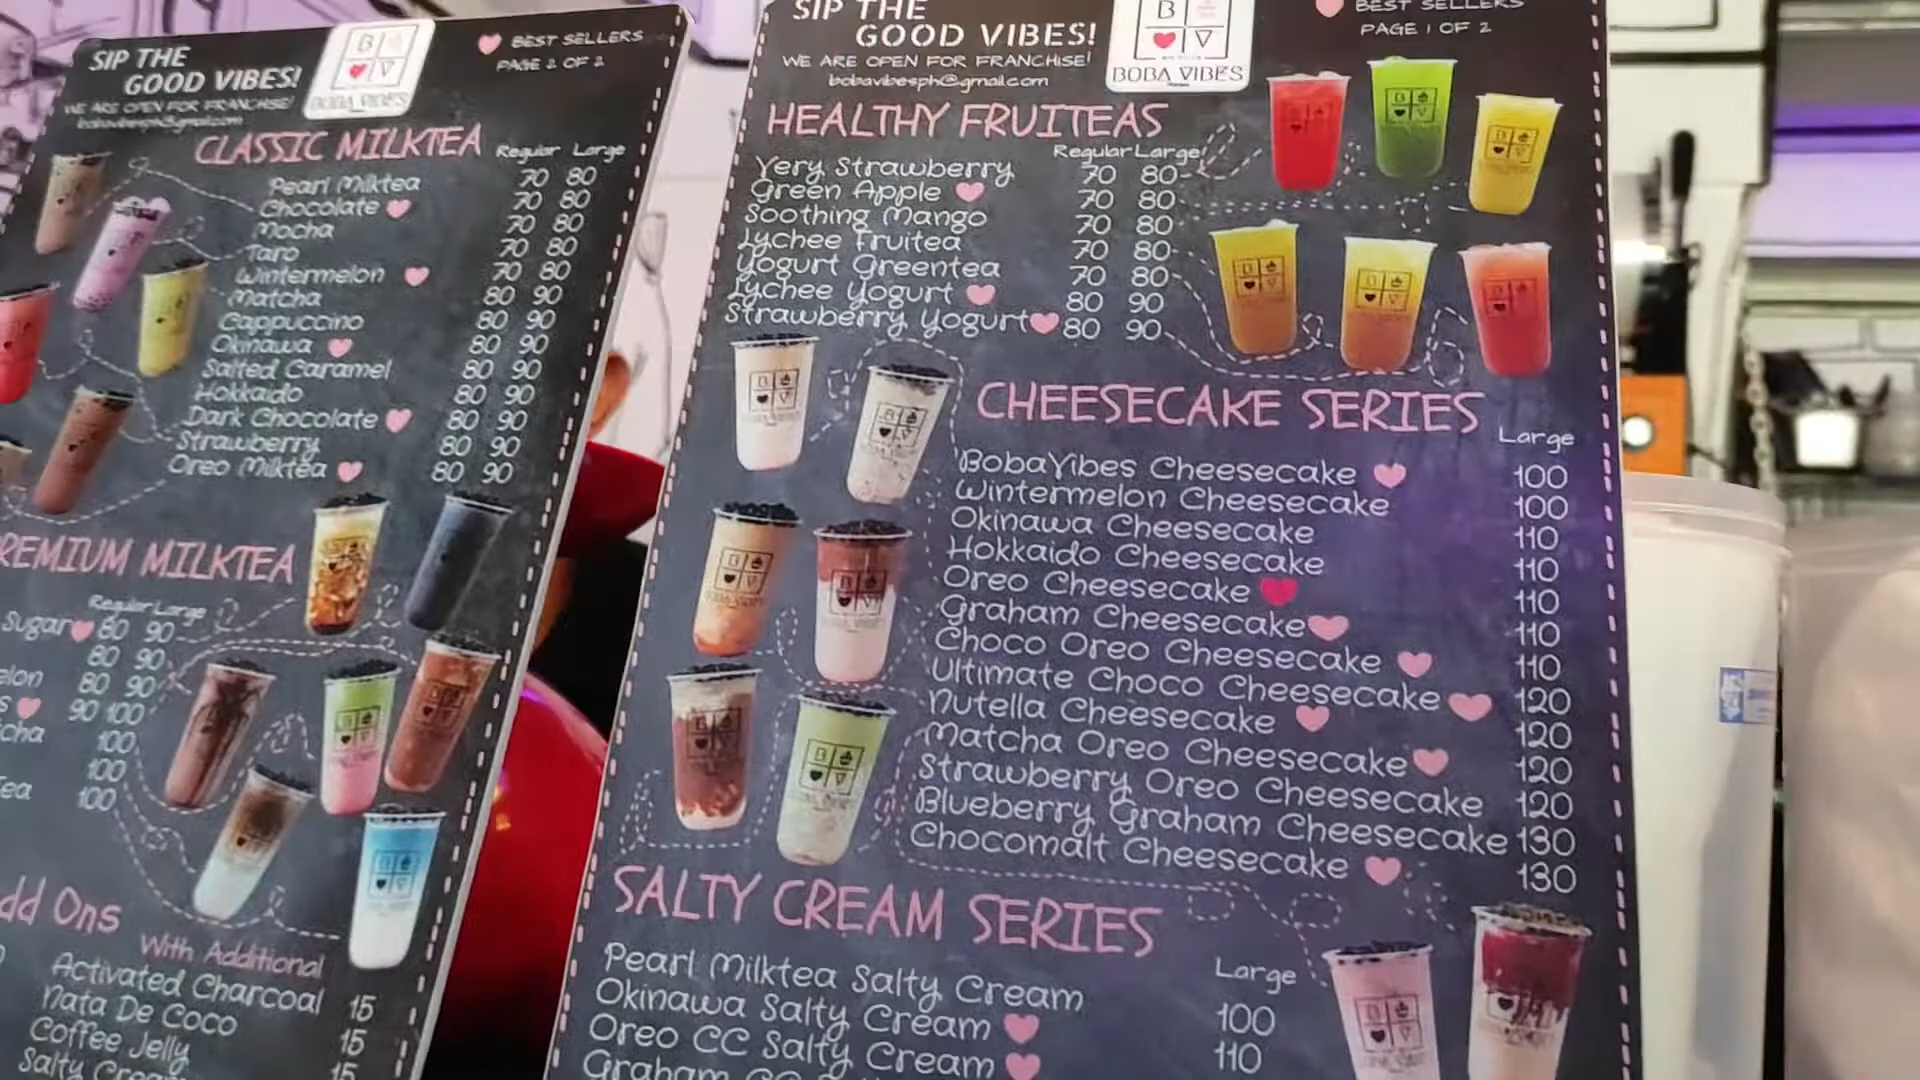 SIP THE
GOOD VIBES!
WE ARE OPEN FOR FRANCHISE!
bobavibesph@gmail.com
BOBA VIBES
BEST SELLERS
PAGE 2 OF 2
CLASSIC MILKTEA Regular Large
Pearl Milktea 70 80
Chocolate 70 80
Mocha 70 80
Taro 70 80
Wintermelon 70 80
Matcha 80 90
Cappuccino 80 90
Okinawa 80 90
Salted Caramel 80 90
Hokkaido 80 90
Dark Chocolate 80 90
Strawberry 80 90
Oreo Milktea 80 90
REMIUM MILKTEA
Regular Large
Sugar 80 90
80 90
elon 80 90
s 90 100
tcha 100
100
Tea 100
dd Ons
With Additional
Activated Charcoal 15
Nata De Coco 15
Coffee Jelly 15
SIP THE
GOOD VIBES!
WE ARE OPEN FOR FRANCHISE!
bobavibesph@gmail.com
B
V
BOBA VIBES
BEST SELLERS
PAGE 1 OF 2
HEALTHY FRUITEAS
Regular Large
Very Strawberry 70 80
Green Apple 70 80
Soothing Mango 70 80
Lychee Fruitea 70 80
Yogurt Greentea 70 80
Lychee Yogurt 80 90
Strawberry Yogurt 80 90
CHEESECAKE SERIES
Large
BobaVibes Cheesecake 100
Wintermelon Cheesecake 100
Okinawa Cheesecake 110
Hokkaido Cheesecake 110
Oreo Cheesecake 110
Graham Cheesecake 110
Choco Oreo Cheesecake 110
Ultimate Choco Cheesecake 120
Nutella Cheesecake 120
Matcha Oreo Cheesecake 120
Strawberry Oreo Cheesecake 120
Blueberry Graham Cheesecake 130
Chocomalt Cheesecake 130
SALTY CREAM SERIES
Large
Pearl Milktea Salty Cream 100
Okinawa Salty Cream 110
Oreo CC Salty Cream
Graham CC